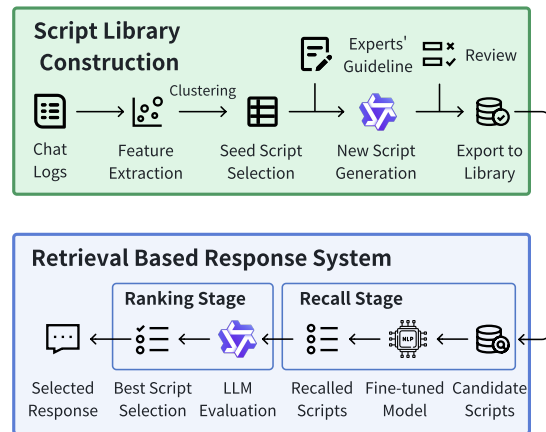 Script Library
Construction
Experts'
Guideline
Review
Clustering
Chat
Logs
Feature
Extraction
Seed Script
Selection
New Script
Generation
Export to
Library
Retrieval Based Response System
Ranking Stage
Recall Stage
NLP
Selected
Response
Best Script
Selection
LLM
Evaluation
Recalled
Scripts
Fine-tuned
Model
Candidate
Scripts